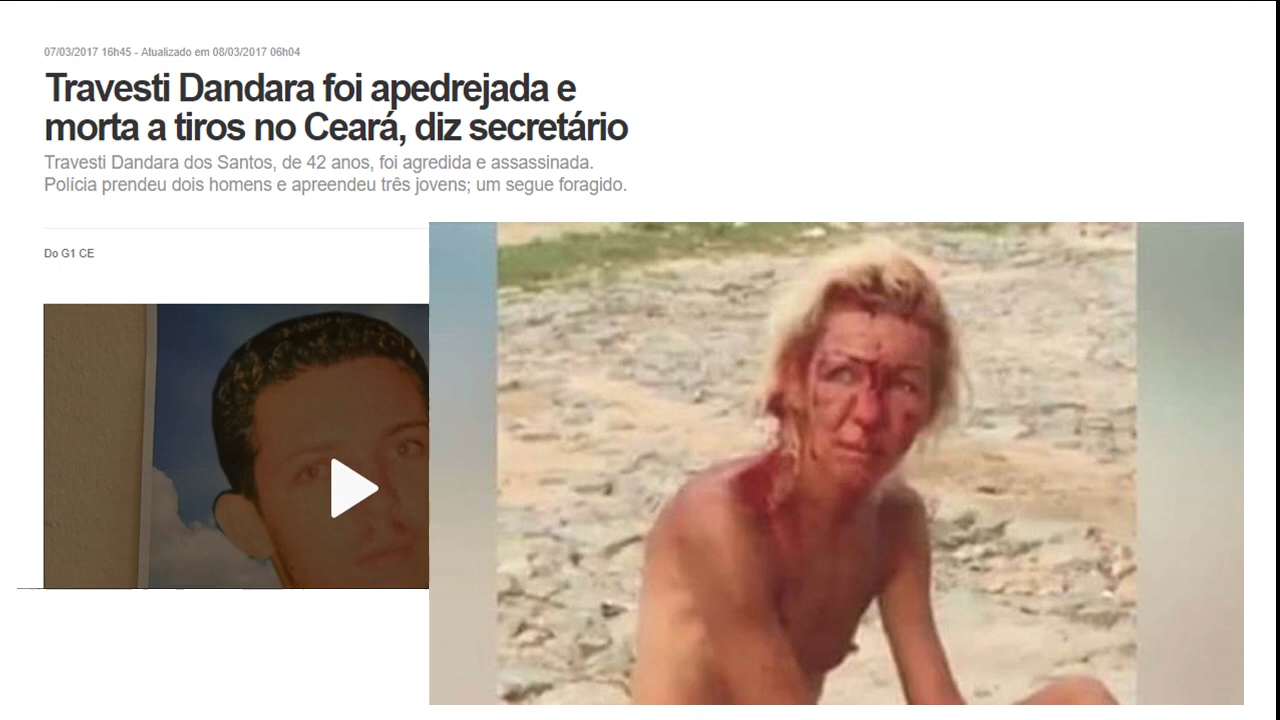 07/03/2017 16h45 - Atualizado em 08/03/2017 06h04
Travesti Dandara foi apedrejada e
morta a tiros no Ceará, diz secretário
Travesti Dandara dos Santos, de 42 anos, foi agredida e assassinada.
Polícia prendeu dois homens e apreendeu três jovens; um segue foragido.
Do G1 CE